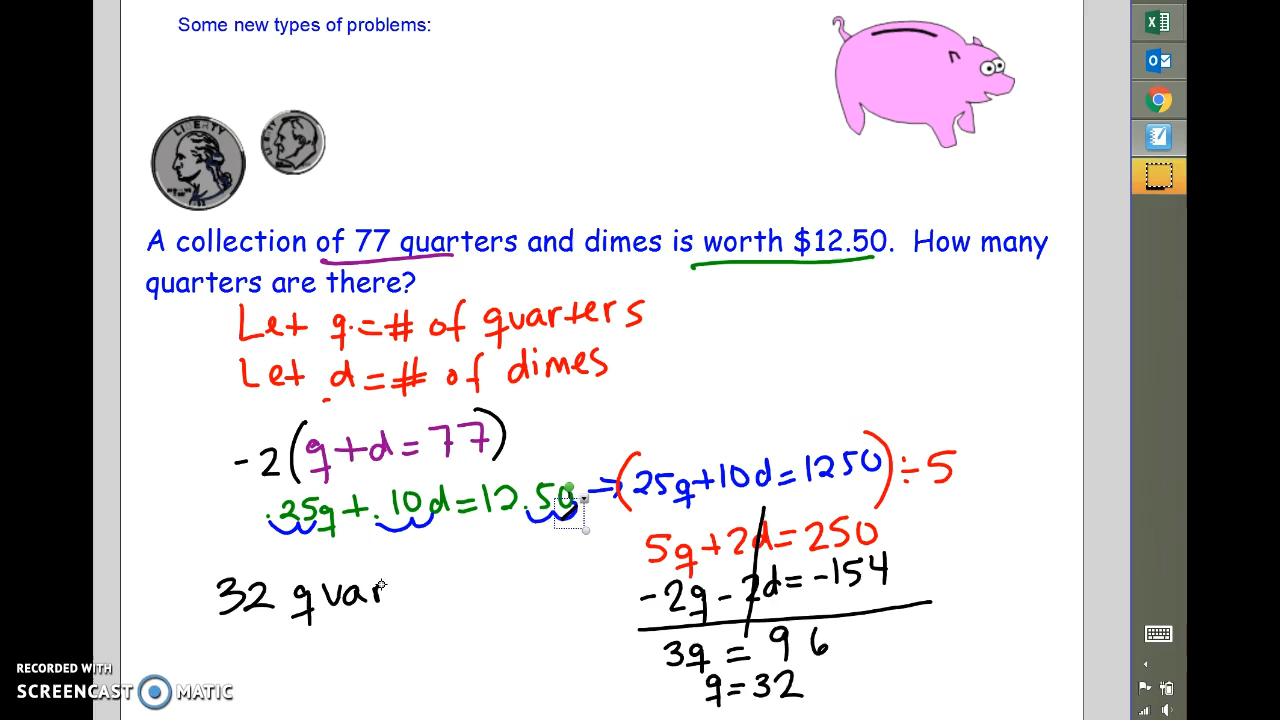 Some new types of problems:
LIBERTY
A collection of 77 quarters and dimes is worth $12.50. How many
quarters are there?
Let q = # of quarters
Let d = # of dimes
-2(q+d=77)
.25q+.10d=12.50 => (25q+10d=1250) ÷5
5q+2d=250
-2q-2d=-154
3q = 96
q=32
32 quar
RECORDED WITH
SCREENCAST MATIC